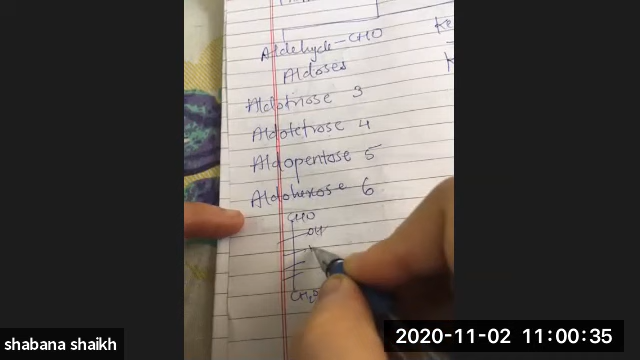 Aldehyde-CHO
Aldoses
Aldotriose 3
Aldotetrose 4
Aldopentose 5
Aldohexose 6
CHO
OH
shabana shaikh
2020-11-02 11:00:35